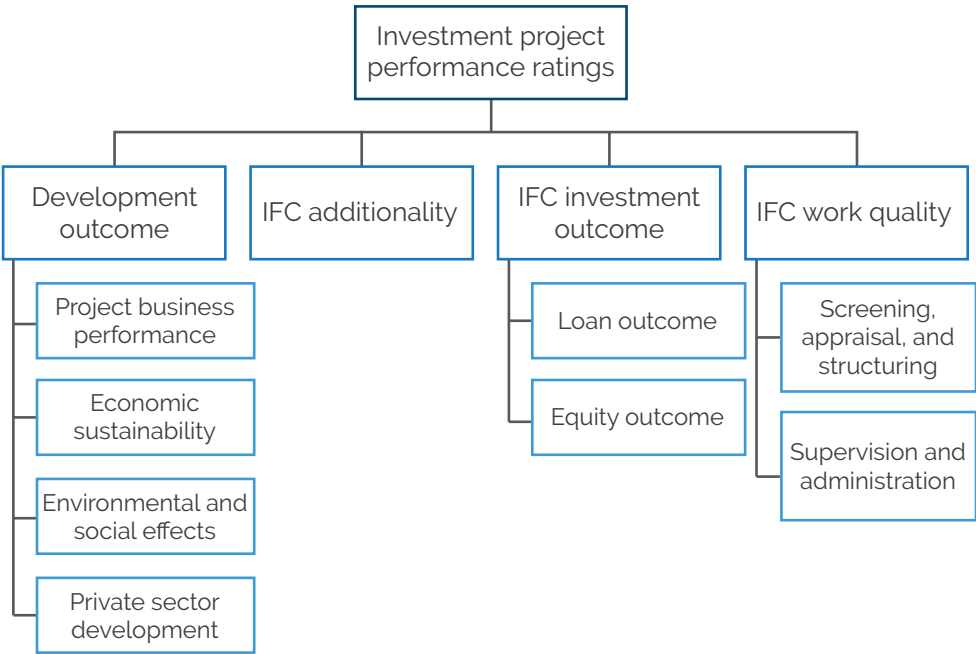 Investment project
performance ratings
Development
outcome
IFC additionality
IFC investment
outcome
IFC work quality
Project business
performance
Economic
sustainability
Environmental and
social effects
Private sector
development
Loan outcome
Equity outcome
Screening,
appraisal, and
structuring
Supervision and
administration